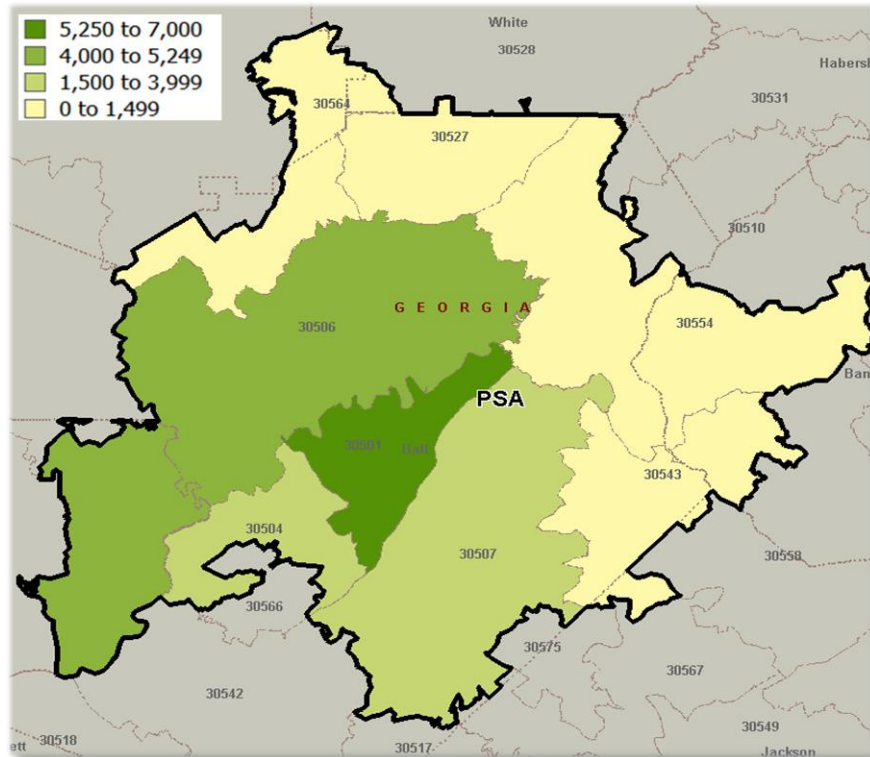 5,250 to 7,000
4,000 to 5,249
1,500 to 3,999
0 to 1,499
White
30528
Habersh
30531
30564
30527
30510
GEORGIA
30506
30554
Ban
PSA
30501
Hall
30543
30504
30507
30558
30566
30575
30567
30542
30549
ett
30518
30517
Jackson